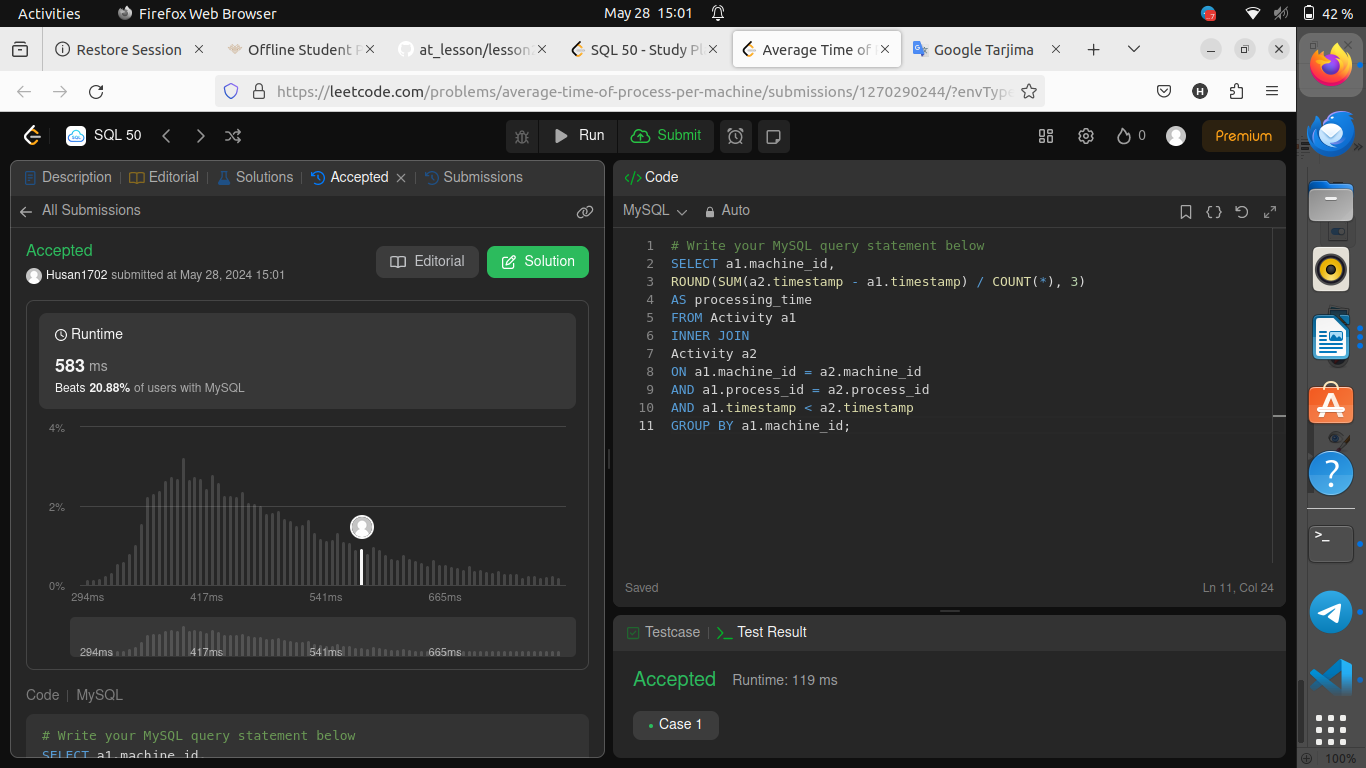 Activities
Firefox Web Browser
May 28 15:01
42 %
Restore Session
Offline Student P
at_lesson/lesson
SQL 50 - Study Pl
Average Time of
Google Tarjima
https://leetcode.com/problems/average-time-of-process-per-machine/submissions/1270290244/?envType
H
SQL 50
Run
Submit
0
Premium
Description
Editorial
Solutions
Accepted
Submissions
All Submissions
Accepted
Husan1702 submitted at May 28, 2024 15:01
Editorial
Solution
Runtime
583 ms
Beats 20.88% of users with MySQL
4%
2%
0%
294ms
417ms
541ms
665ms
294ms
417ms
541ms
665ms
Code | MySQL
# Write your MySQL query statement below
SELECT a1.machine_id,
</> Code
MySQL
Auto
1 # Write your MySQL query statement below
2 SELECT a1.machine_id,
3 ROUND(SUM(a2.timestamp - a1.timestamp) / COUNT(*), 3)
4 AS processing_time
5 FROM Activity a1
6 INNER JOIN
7 Activity a2
8 ON a1.machine_id = a2.machine_id
9 AND a1.process_id = a2.process_id
10 AND a1.timestamp < a2.timestamp
11 GROUP BY a1.machine_id;
Saved
Ln 11, Col 24
Testcase
Test Result
Accepted
Runtime: 119 ms
Case 1
100%